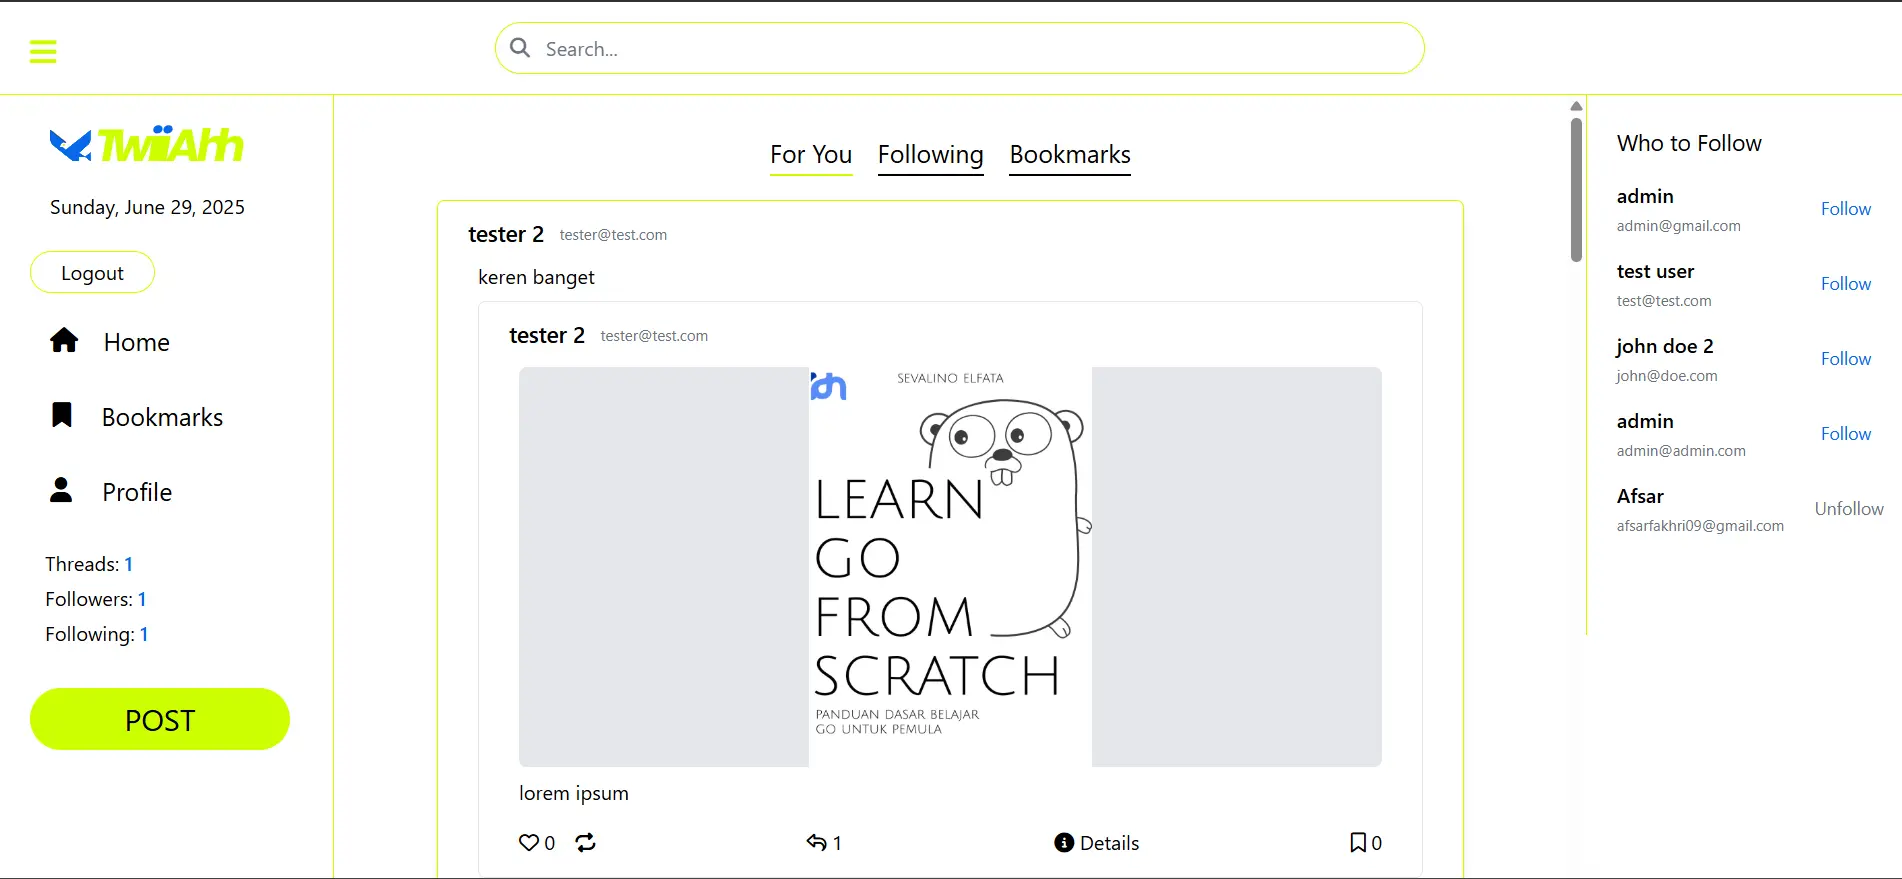 Search...
TwiiAhh
Sunday, June 29, 2025
Logout
Home
Bookmarks
Profile
Threads: 1
Followers: 1
Following: 1
POST
For You Following Bookmarks
tester 2 tester@test.com
keren banget
tester 2 tester@test.com
SEVALINO ELFATA
LEARN
GO
FROM
SCRATCH
PANDUAN DASAR BELAJAR
GO UNTUK PEMULA
lorem ipsum
0 1 Details 0
Who to Follow
admin
admin@gmail.com
Follow
test user
test@test.com
Follow
john doe 2
john@doe.com
Follow
admin
admin@admin.com
Follow
Afsar
afsarfakhri09@gmail.com
Unfollow